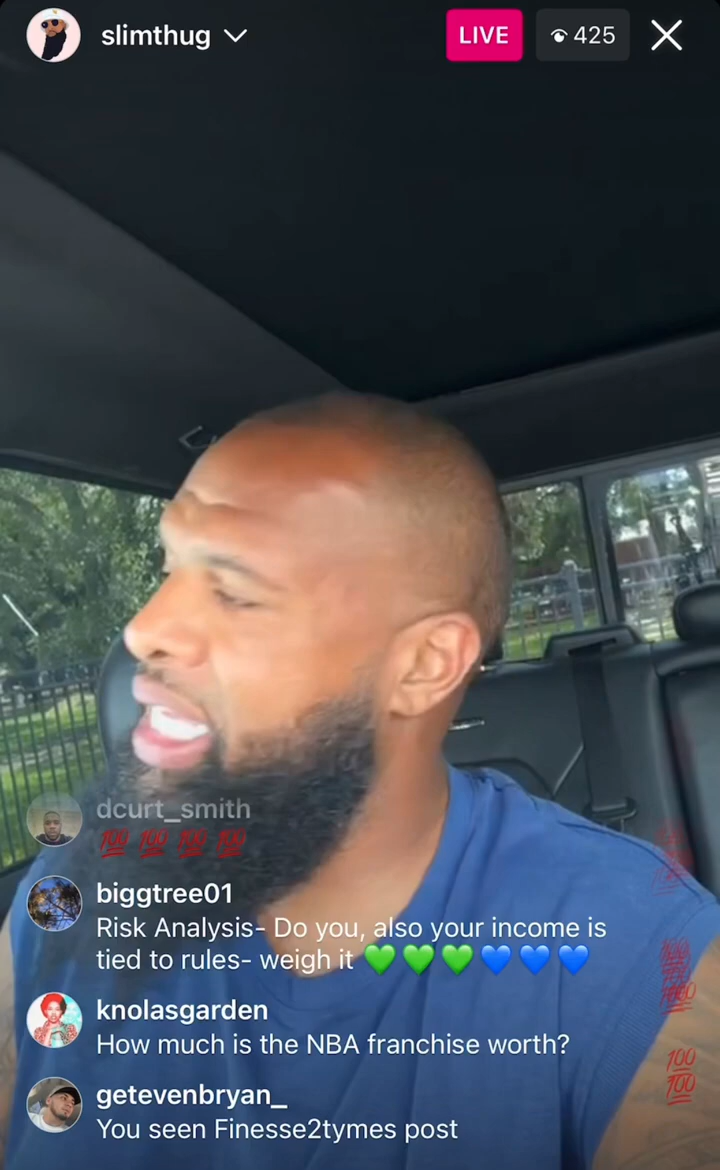 slimthug
LIVE
425
dcurt_smith
💯 💯 💯 💯
biggtree01
Risk Analysis- Do you, also your income is
tied to rules- weigh it 💚💚💚💙💙💙
knolasgarden
How much is the NBA franchise worth?
getevenbryan_
You seen Finesse2tymes post